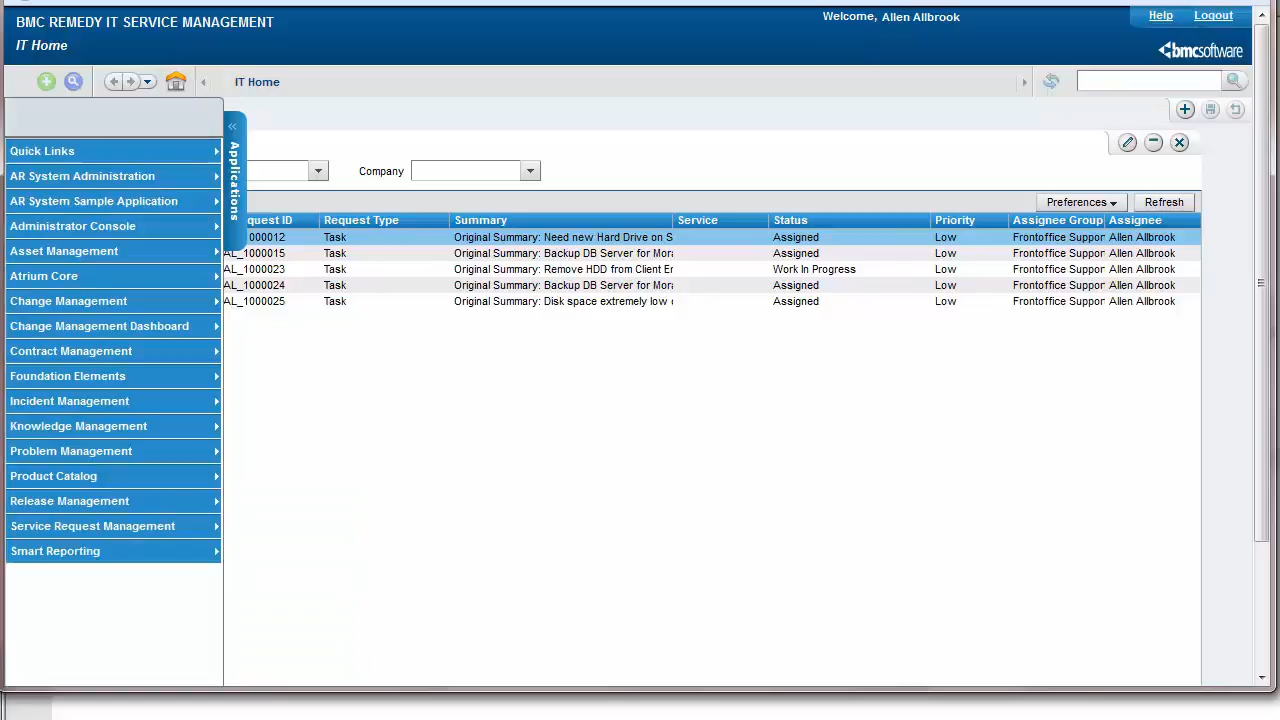 BMC REMEDY IT SERVICE MANAGEMENT
Welcome, Allen Allbrook
Help
Logout
IT Home
bmcsoftware
IT Home
Applications
Company
Preferences
Refresh
quest ID Request Type Summary Service Status Priority Assignee Group Assignee
1000012 Task Original Summary: Need new Hard Drive on S Assigned Low Frontoffice Suppor Allen Allbrook
AL_1000015 Task Original Summary: Backup DB Server for Mora Assigned Low Frontoffice Suppor Allen Allbrook
AL_1000023 Task Original Summary: Remove HDD from Client Er Work In Progress Low Frontoffice Suppor Allen Allbrook
AL_1000024 Task Original Summary: Backup DB Server for Mora Assigned Low Frontoffice Suppor Allen Allbrook
AL_1000025 Task Original Summary: Disk space extremely low Assigned Low Frontoffice Suppor Allen Allbrook
Quick Links
AR System Administration
AR System Sample Application
Administrator Console
Asset Management
Atrium Core
Change Management
Change Management Dashboard
Contract Management
Foundation Elements
Incident Management
Knowledge Management
Problem Management
Product Catalog
Release Management
Service Request Management
Smart Reporting